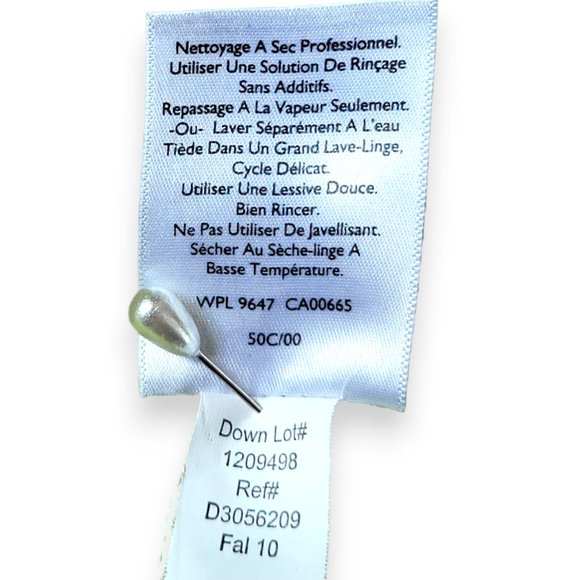 Nettoyage A Sec Professionnel.
Utiliser Une Solution De Rinçage
Sans Additifs.
Repassage A La Vapeur Seulement.
-Ou- Laver Séparément A L'eau
Tiède Dans Un Grand Lave-Linge,
Cycle Délicat.
Utiliser Une Lessive Douce.
Bien Rincer.
Ne Pas Utiliser De Javellisant.
Sécher Au Sèche-linge A
Basse Température.
WPL 9647 CA00665
50C/00
Down Lot#
1209498
Ref#
D3056209
Fal 10